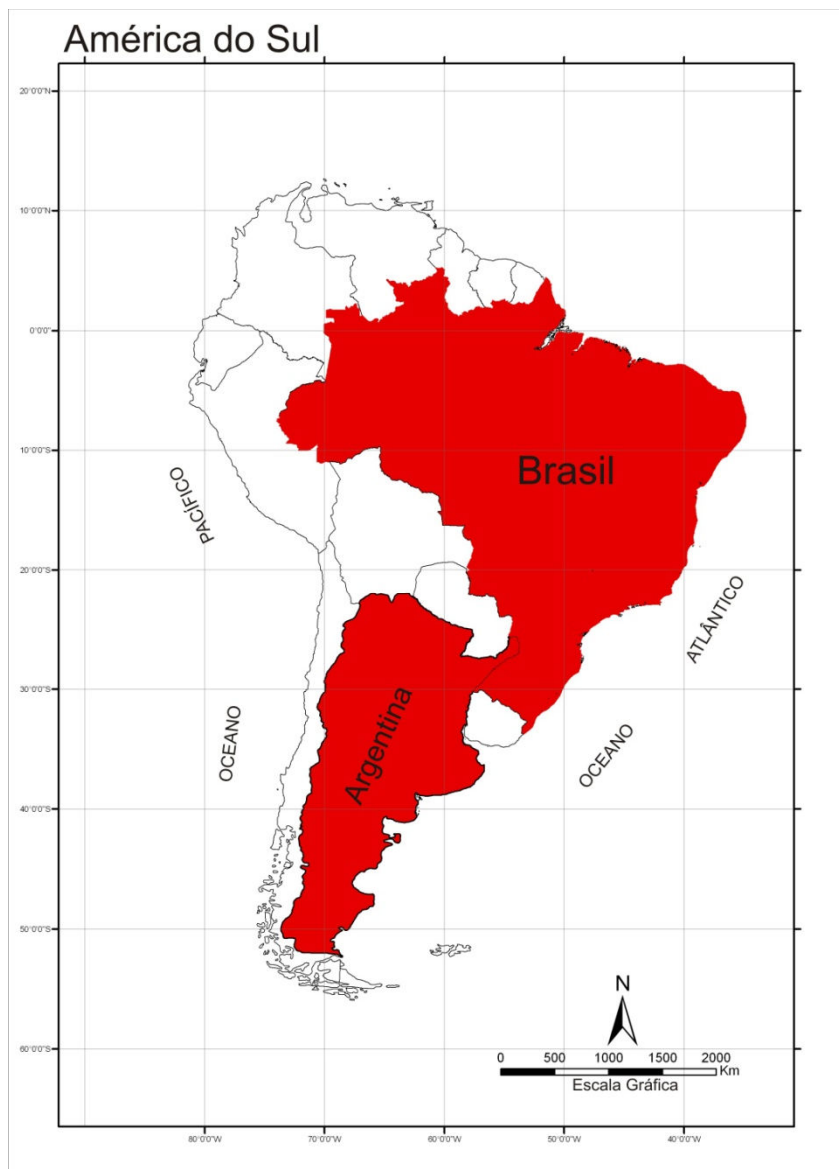 América do Sul
20°0'0"N
10°0'0"N
0°0'0"
10°0'0"S
20°0'0"S
30°0'0"S
40°0'0"S
50°0'0"S
60°0'0"S
Brasil
Argentina
OCEANO
PACÍFICO
OCEANO
ATLÂNTICO
N
0 500 1000 1500 2000
Km
Escala Gráfica
80°0'0"W 70°0'0"W 60°0'0"W 50°0'0"W 40°0'0"W